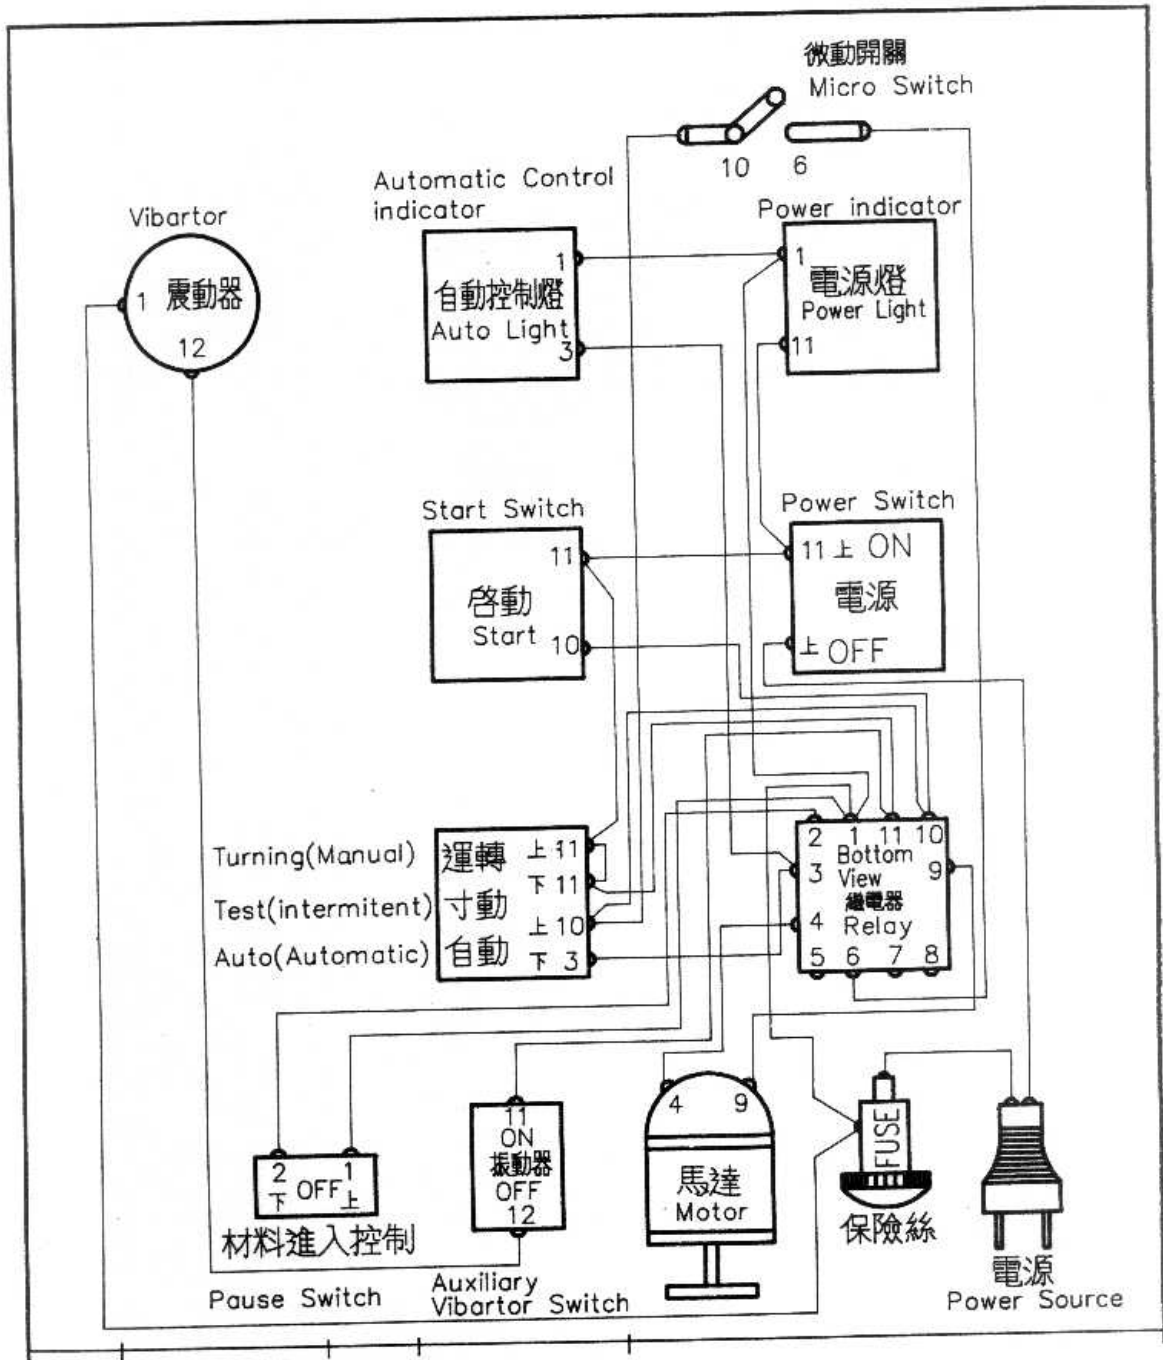 微動開關
Micro Switch
10 6
Automatic Control
indicator
Power indicator
Vibartor
1 震動器
12
1
自動控制燈
Auto Light
3
1
電源燈
Power Light
11
Start Switch
11
啓動
Start
10
Power Switch
11 上 ON
電源
上 OFF
Turning(Manual)
Test(intermitent)
Auto(Automatic)
運轉 上 11
下 11
寸動
上 10
自動 下 3
2 1 11 10
Bottom
3 View 9
繼電器
4 Relay
5 6 7 8
2 1
下 OFF 上
材料進入控制
Pause Switch
11
ON
振動器
OFF
12
Auxiliary
Vibartor Switch
4 9
馬達
Motor
FUSE
保險絲
電源
Power Source